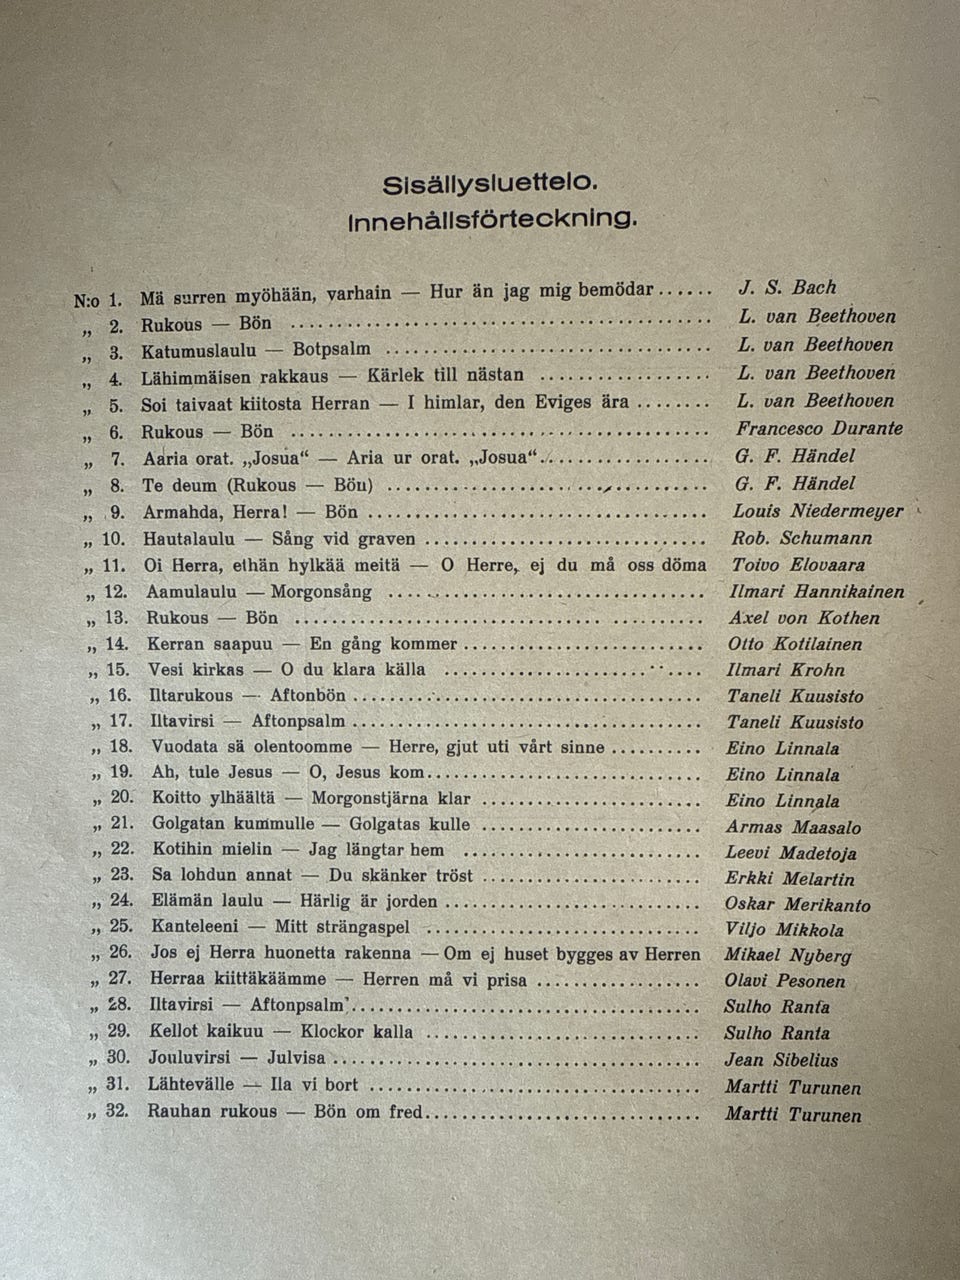 Sisällysluettelo.
Innehållsförteckning.
N:o 1. Mä surren myöhään, varhain — Hur än jag mig bemödar ...... J. S. Bach
„ 2. Rukous — Bön ........ L. van Beethoven
„ 3. Katumuslaulu — Botpsalm ........ L. van Beethoven
„ 4. Lähimmäisen rakkaus — Kärlek till nästan ........ L. van Beethoven
„ 5. Soi taivaat kiitosta Herran — I himlar, den Eviges ära ........ L. van Beethoven
„ 6. Rukous — Bön ........ Francesco Durante
„ 7. Aaria orat. „Josua“ — Aria ur orat. „Josua“ ........ G. F. Händel
„ 8. Te deum (Rukous — Bön) ........ G. F. Händel
„ 9. Armahda, Herra! — Bön ........ Louis Niedermeyer
„ 10. Hautalaulu — Sång vid graven ........ Rob. Schumann
„ 11. Oi Herra, ethän hylkää meitä — O Herre, ej du må oss döma Toivo Elovaara
„ 12. Aamulaulu — Morgonsång ........ Ilmari Hannikainen
„ 13. Rukous — Bön ........ Axel von Kothen
„ 14. Kerran saapuu — En gång kommer ........ Otto Kotilainen
„ 15. Vesi kirkas — O du klara källa ........ Ilmari Krohn
„ 16. Iltarukous — Aftonbön ........ Taneli Kuusisto
„ 17. Iltavirsi — Aftonpsalm ........ Taneli Kuusisto
„ 18. Vuodata sä olentoomme — Herre, gjut uti vårt sinne ........ Eino Linnala
„ 19. Ah, tule Jesus — O, Jesus kom ........ Eino Linnala
„ 20. Koitto ylhäältä — Morgonstjärna klar ........ Eino Linnala
„ 21. Golgatan kummulle — Golgatas kulle ........ Armas Maasalo
„ 22. Kotihin mielin — Jag längtar hem ........ Leevi Madetoja
„ 23. Sa lohdun annat — Du skänker tröst ........ Erkki Melartin
„ 24. Elämän laulu — Härlig är jorden ........ Oskar Merikanto
„ 25. Kanteleeni — Mitt strängaspel ........ Viljo Mikkola
„ 26. Jos ej Herra huonetta rakenna — Om ej huset bygges av Herren Mikael Nyberg
„ 27. Herraa kiittäkäämme — Herren må vi prisa ........ Olavi Pesonen
„ 28. Iltavirsi — Aftonpsalm ........ Sulho Ranta
„ 29. Kellot kaikuu — Klockor kalla ........ Sulho Ranta
„ 30. Jouluvirsi — Julvisa ........ Jean Sibelius
„ 31. Lähtevälle — Ila vi bort ........ Martti Turunen
„ 32. Rauhan rukous — Bön om fred ........ Martti Turunen